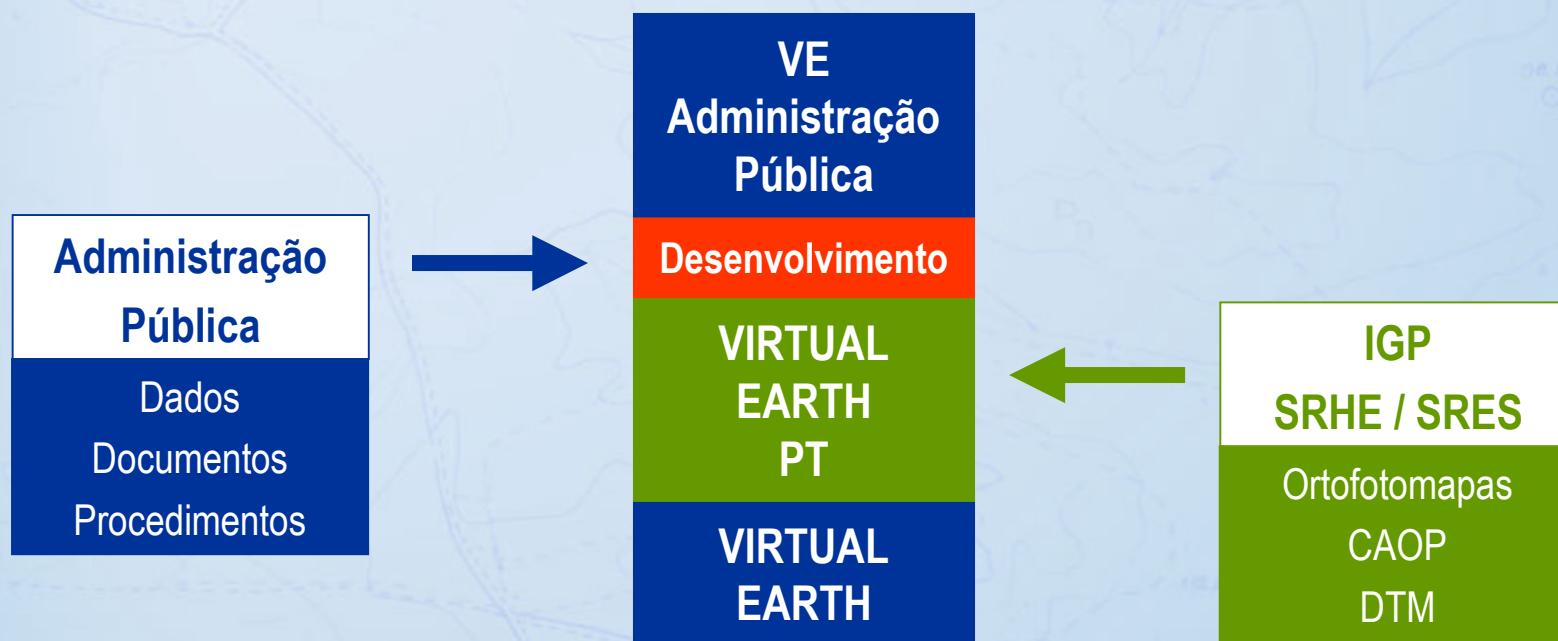 Administração
Pública
Dados
Documentos
Procedimentos
VE
Administração
Pública
Desenvolvimento
VIRTUAL
EARTH
PT
VIRTUAL
EARTH
IGP
SRHE / SRES
Ortofotomapas
CAOP
DTM